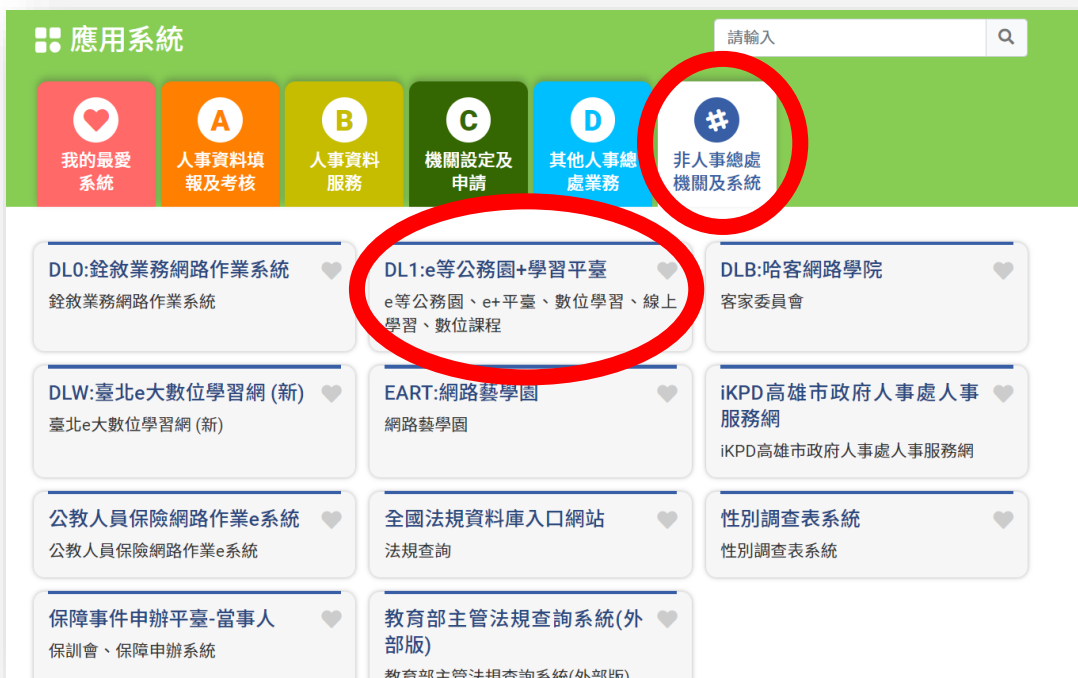 應用系統
請輸入
我的最愛
系統
A
人事資料填
報及考核
B
人事資料
服務
C
機關設定及
申請
D
其他人事總
處業務
#
非人事總處
機關及系統
DL0:銓敘業務網路作業系統
銓敘業務網路作業系統
DL1:e等公務園+學習平臺
e等公務園、e+平臺、數位學習、線上
學習、數位課程
DLB:哈客網路學院
客家委員會
DLW:臺北e大數位學習網 (新)
臺北e大數位學習網 (新)
EART:網路藝學園
網路藝學園
iKPD高雄市政府人事處人事
服務網
iKPD高雄市政府人事處人事服務網
公教人員保險網路作業e系統
公教人員保險網路作業e系統
全國法規資料庫入口網站
法規查詢
性別調查表系統
性別調查表系統
保障事件申辦平臺-當事人
保訓會、保障申辦系統
教育部主管法規查詢系統(外
部版)
教育部主管法規查詢系統(外部版)